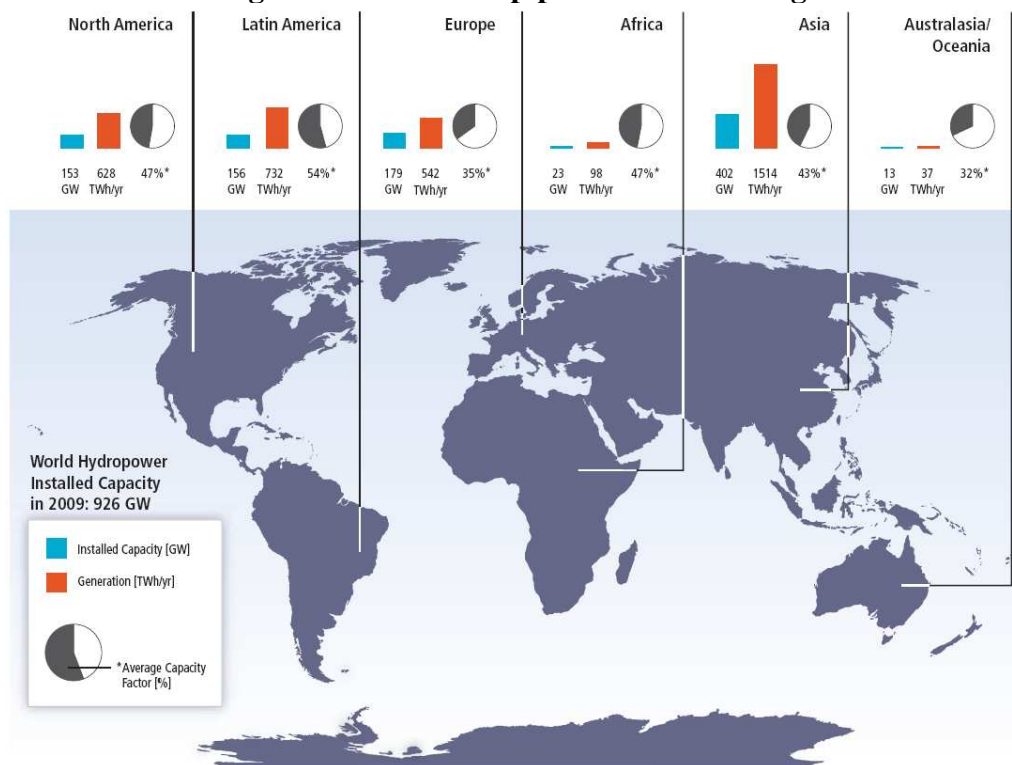 North America
153
GW
628
TWh/yr
47%*
Latin America
156
GW
732
TWh/yr
54%*
Europe
179
GW
542
TWh/yr
35%*
Africa
23
GW
98
TWh/yr
47%*
Asia
402
GW
1514
TWh/yr
43%*
Australasia/
Oceania
13
GW
37
TWh/yr
32%*
World Hydropower
Installed Capacity
in 2009: 926 GW
Installed Capacity [GW]
Generation [TWh/yr]
*Average Capacity
Factor [%]